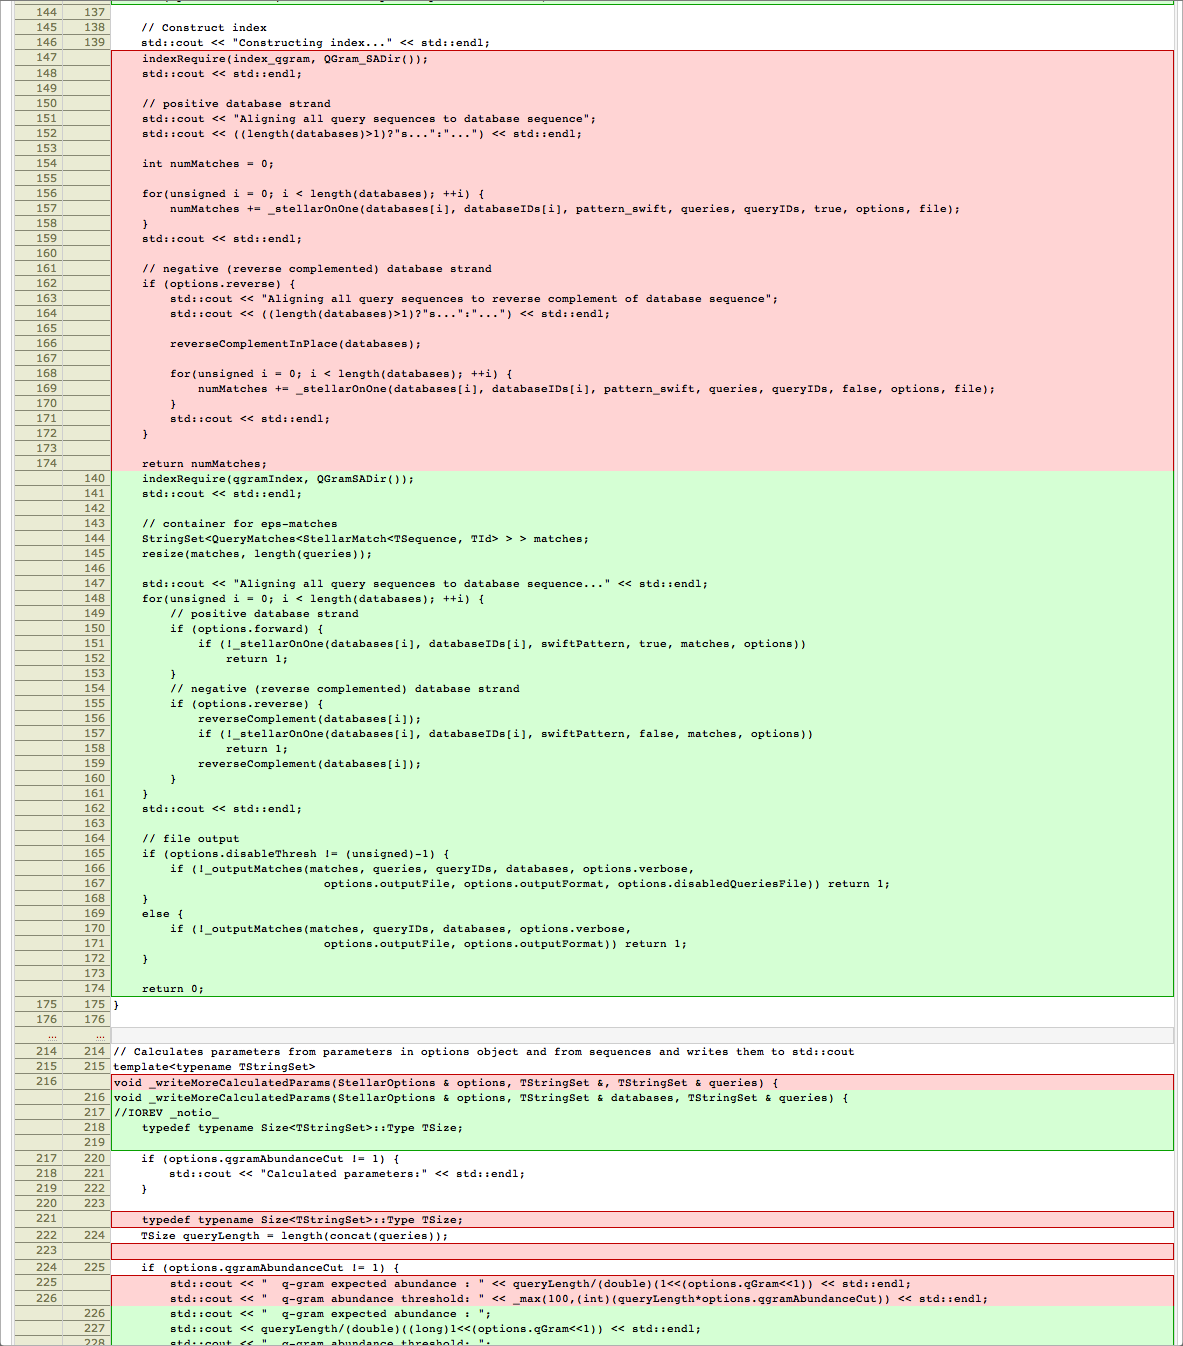 144 137
145 138 // Construct index
146 139 std::cout << "Constructing index..." << std::endl;
147 indexRequire(index_qgram, QGram_SADir());
148 std::cout << std::endl;
149
150 // positive database strand
151 std::cout << "Aligning all query sequences to database sequence";
152 std::cout << ((length(databases)>1)?"s...":"...") << std::endl;
153
154 int numMatches = 0;
155
156 for(unsigned i = 0; i < length(databases); ++i) {
157 numMatches += _stellarOnOne(databases[i], databaseIDs[i], pattern_swift, queries, queryIDs, true, options, file);
158 }
159 std::cout << std::endl;
160
161 // negative (reverse complemented) database strand
162 if (options.reverse) {
163 std::cout << "Aligning all query sequences to reverse complement of database sequence";
164 std::cout << ((length(databases)>1)?"s...":"...") << std::endl;
165
166 reverseComplementInPlace(databases);
167
168 for(unsigned i = 0; i < length(databases); ++i) {
169 numMatches += _stellarOnOne(databases[i], databaseIDs[i], pattern_swift, queries, queryIDs, false, options, file);
170 }
171 std::cout << std::endl;
172 }
173
174 return numMatches;
140 indexRequire(qgramIndex, QGramSADir());
141 std::cout << std::endl;
142
143 // container for eps-matches
144 StringSet<QueryMatches<StellarMatch<TSequence, TId> > > matches;
145 resize(matches, length(queries));
146
147 std::cout << "Aligning all query sequences to database sequence..." << std::endl;
148 for(unsigned i = 0; i < length(databases); ++i) {
149 // positive database strand
150 if (options.forward) {
151 if (!_stellarOnOne(databases[i], databaseIDs[i], swiftPattern, true, matches, options))
152 return 1;
153 }
154 // negative (reverse complemented) database strand
155 if (options.reverse) {
156 reverseComplement(databases[i]);
157 if (!_stellarOnOne(databases[i], databaseIDs[i], swiftPattern, false, matches, options))
158 return 1;
159 reverseComplement(databases[i]);
160 }
161 }
162 std::cout << std::endl;
163
164 // file output
165 if (options.disableThresh != (unsigned)-1) {
166 if (!_outputMatches(matches, queries, queryIDs, databases, options.verbose,
167 options.outputFile, options.outputFormat, options.disabledQueriesFile)) return 1;
168 }
169 else {
170 if (!_outputMatches(matches, queryIDs, databases, options.verbose,
171 options.outputFile, options.outputFormat)) return 1;
172 }
173
174 return 0;
175 175 }
176 176
... ...
214 214 // Calculates parameters from parameters in options object and from sequences and writes them to std::cout
215 215 template<typename TStringSet>
216 void _writeMoreCalculatedParams(StellarOptions & options, TStringSet &, TStringSet & queries) {
216 void _writeMoreCalculatedParams(StellarOptions & options, TStringSet & databases, TStringSet & queries) {
217 //IOREV _notio_
218 typedef typename Size<TStringSet>::Type TSize;
219
217 220 if (options.qgramAbundanceCut != 1) {
218 221 std::cout << "Calculated parameters:" << std::endl;
219 222 }
220 223
221 typedef typename Size<TStringSet>::Type TSize;
222 224 TSize queryLength = length(concat(queries));
223
224 225 if (options.qgramAbundanceCut != 1) {
225 std::cout << "  q-gram expected abundance : " << queryLength/(double)(1<<(options.qGram<<1)) << std::endl;
226 std::cout << "  q-gram abundance threshold: " << _max(100,(int)(queryLength*options.qgramAbundanceCut)) << std::endl;
226 std::cout << "  q-gram expected abundance : ";
227 std::cout << queryLength/(double)((long)1<<(options.qGram<<1)) << std::endl;
228 std::cout << "  q-gram abundance threshold: ";